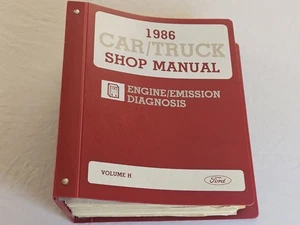 1986
CAR/TRUCK
SHOP MANUAL
ENGINE/EMISSION
DIAGNOSIS
VOLUME H
Ford